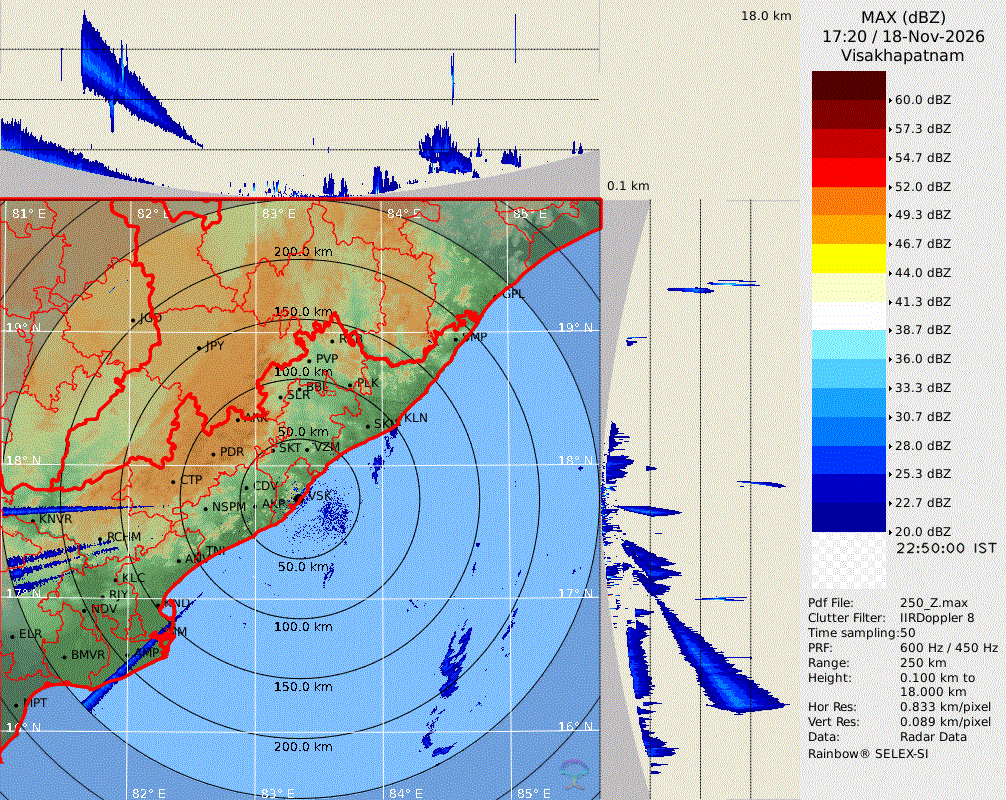 18.0 km
MAX (dBZ)
17:20 / 18-Nov-2026
Visakhapatnam
60.0 dBZ
57.3 dBZ
54.7 dBZ
52.0 dBZ
49.3 dBZ
46.7 dBZ
44.0 dBZ
41.3 dBZ
38.7 dBZ
36.0 dBZ
33.3 dBZ
30.7 dBZ
28.0 dBZ
25.3 dBZ
22.7 dBZ
20.0 dBZ
22:50:00 IST
Pdf File: 250_Z.max
Clutter Filter: IIRDoppler 8
Time sampling:50
PRF: 600 Hz / 450 Hz
Range: 250 km
Height: 0.100 km to
18.000 km
Hor Res: 0.833 km/pixel
Vert Res: 0.089 km/pixel
Data: Radar Data
Rainbow® SELEX-SI
0.1 km
81° E 82° E 83° E 84° E 85° E
200.0 km
GPL
150.0 km
JGD
19° N 19° N
JPY
PVP
100.0 km
PLK
BBL
SLR
KLN
50.0 km
SKT VZM
PDR
18° N 18° N
CTP
CDV
VSK
NSPM AKP
KNVR
RCHM
TNI
50.0 km
KLC
RJY
17° N 17° N
KND
NDV
100.0 km
ELR
BMVR AMP
150.0 km
MPT
16° N 16° N
200.0 km
82° E 83° E 84° E 85° E